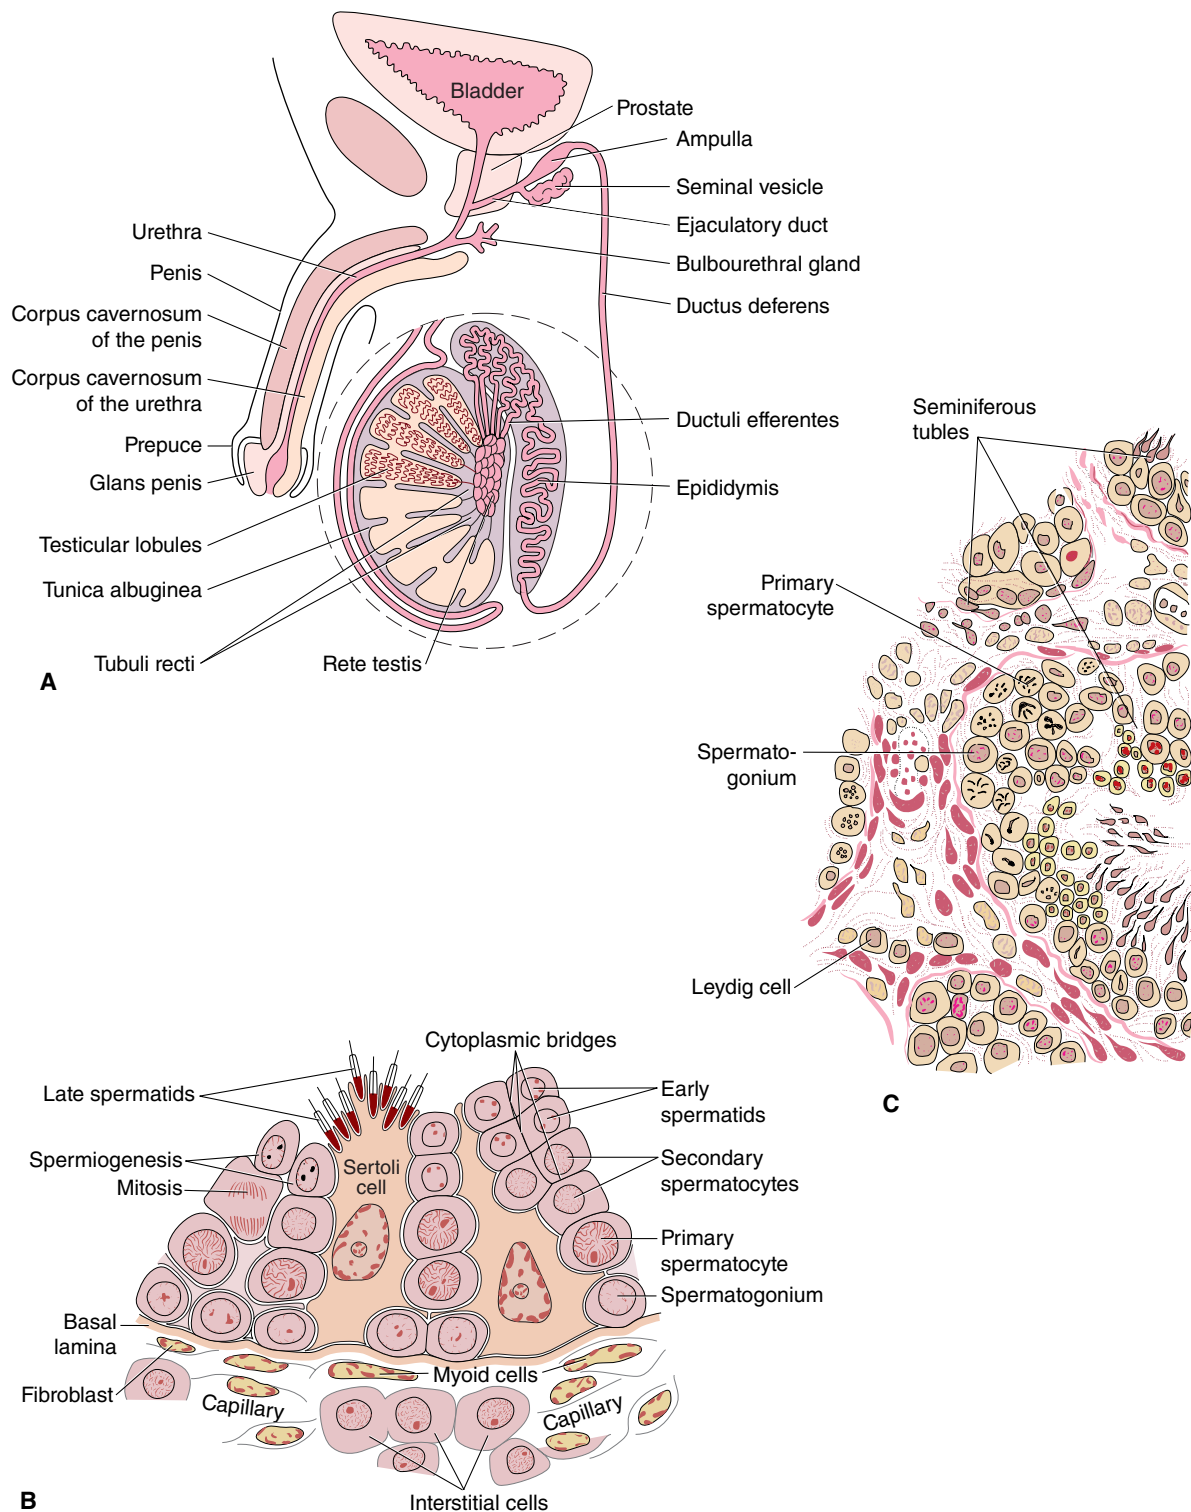 Bladder
Prostate
Ampulla
Seminal vesicle
Ejaculatory duct
Bulbourethral gland
Ductus deferens
Urethra
Penis
Corpus cavernosum
of the penis
Corpus cavernosum
of the urethra
Prepuce
Glans penis
Testicular lobules
Tunica albuginea
Tubuli recti
Rete testis
Ductuli efferentes
Epididymis
A
Seminiferous
tubles
Primary
spermatocyte
Spermato-
gonium
Leydig cell
C
Cytoplasmic bridges
Late spermatids
Spermiogenesis
Mitosis
Sertoli
cell
Early
spermatids
Secondary
spermatocytes
Primary
spermatocyte
Spermatogonium
Basal
lamina
Fibroblast
Myoid cells
Capillary
Capillary
Interstitial cells
B